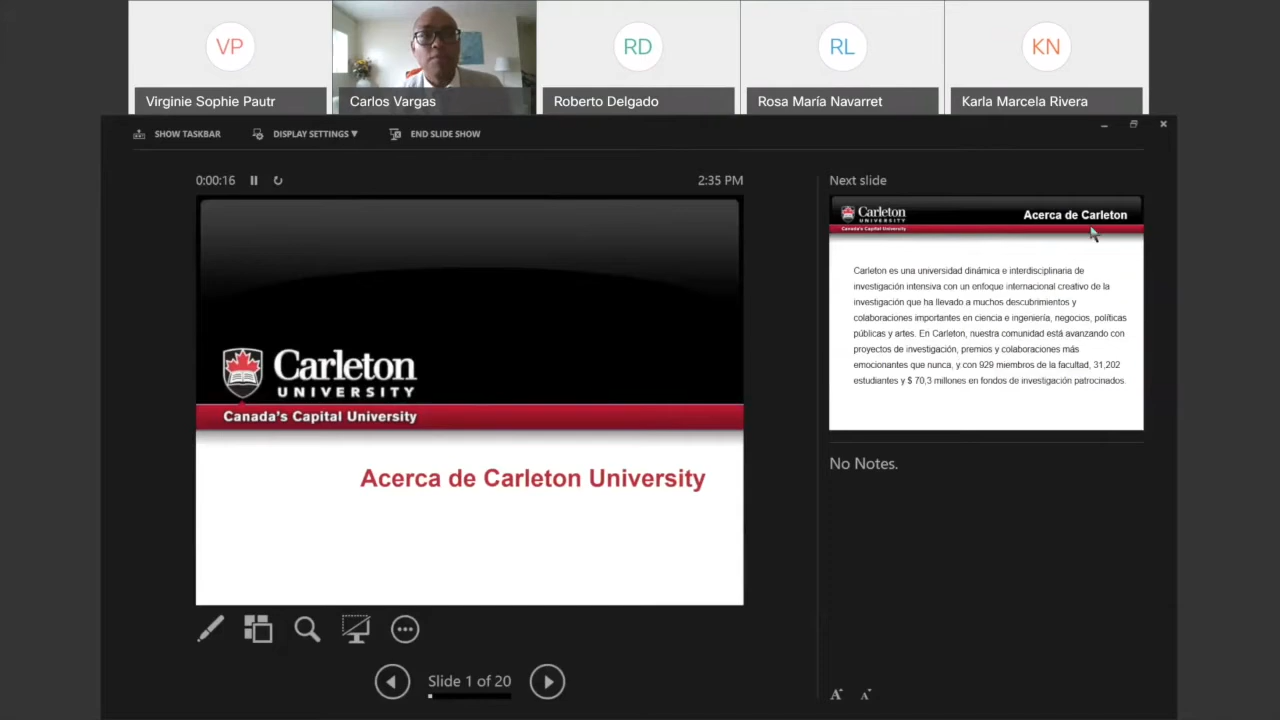 VP
Virginie Sophie Pautr
Carlos Vargas
RD
Roberto Delgado
RL
Rosa María Navarret
KN
Karla Marcela Rivera
SHOW TASKBAR
DISPLAY SETTINGS ▼
END SLIDE SHOW
0:00:16
2:35 PM
Carleton
UNIVERSITY
Canada's Capital University
Acerca de Carleton University
Slide 1 of 20
Next slide
Carleton
UNIVERSITY
Acerca de Carleton
Canada's Capital University
Carleton es una universidad dinámica e interdisciplinaria de
investigación intensiva con un enfoque internacional creativo de la
investigación que ha llevado a muchos descubrimientos y
colaboraciones importantes en ciencia e ingeniería, negocios, políticas
públicas y artes. En Carleton, nuestra comunidad está avanzando con
proyectos de investigación, premios y colaboraciones más
emocionantes que nunca, y con 929 miembros de la facultad, 31,202
estudiantes y $ 70,3 millones en fondos de investigación patrocinados.
No Notes.
A A